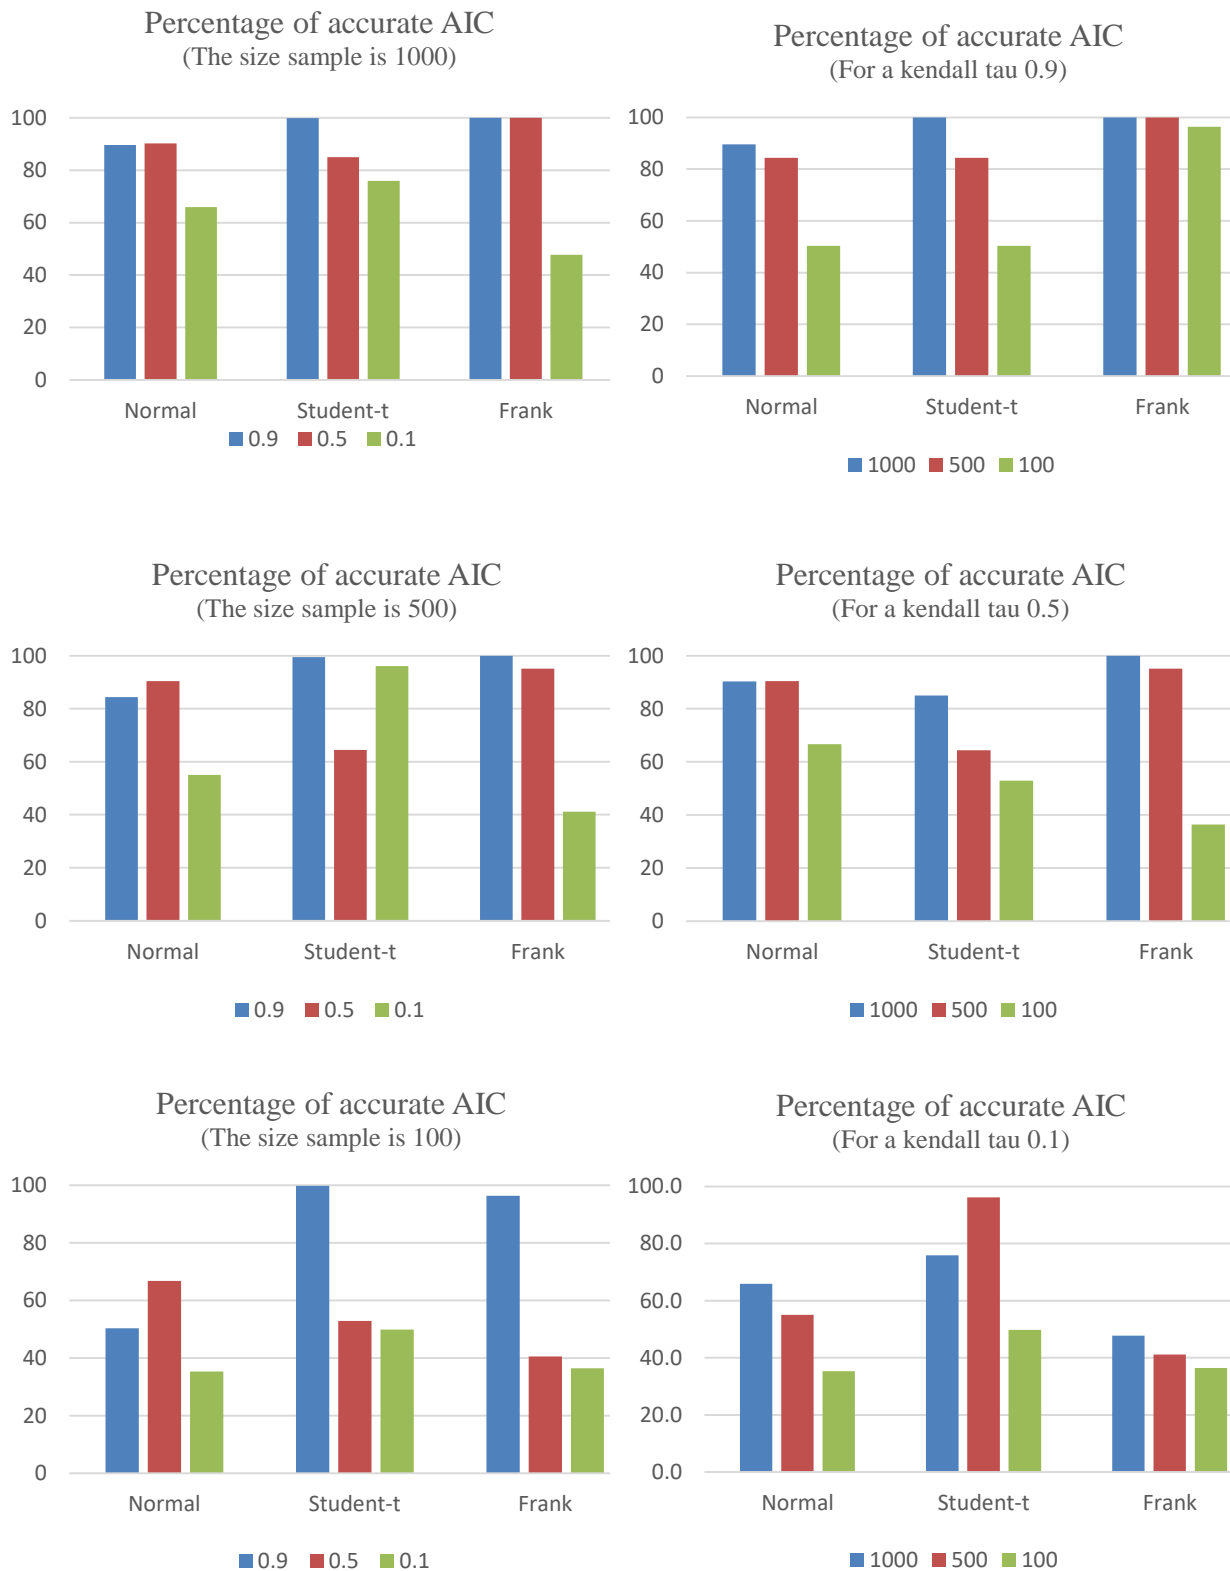 Percentage of accurate AIC
(The size sample is 1000)
100
80
60
40
20
0
Normal Student-t Frank
0.9 0.5 0.1
Percentage of accurate AIC
(For a kendall tau 0.9)
100
80
60
40
20
0
Normal Student-t Frank
1000 500 100
Percentage of accurate AIC
(The size sample is 500)
100
80
60
40
20
0
Normal Student-t Frank
0.9 0.5 0.1
Percentage of accurate AIC
(For a kendall tau 0.5)
100
80
60
40
20
0
Normal Student-t Frank
1000 500 100
Percentage of accurate AIC
(The size sample is 100)
100
80
60
40
20
0
Normal Student-t Frank
0.9 0.5 0.1
Percentage of accurate AIC
(For a kendall tau 0.1)
100.0
80.0
60.0
40.0
20.0
0.0
Normal Student-t Frank
1000 500 100